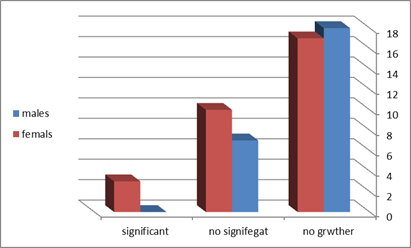 males
femals
18
16
14
12
10
8
6
4
2
0
significant
no signifegat
no grwther